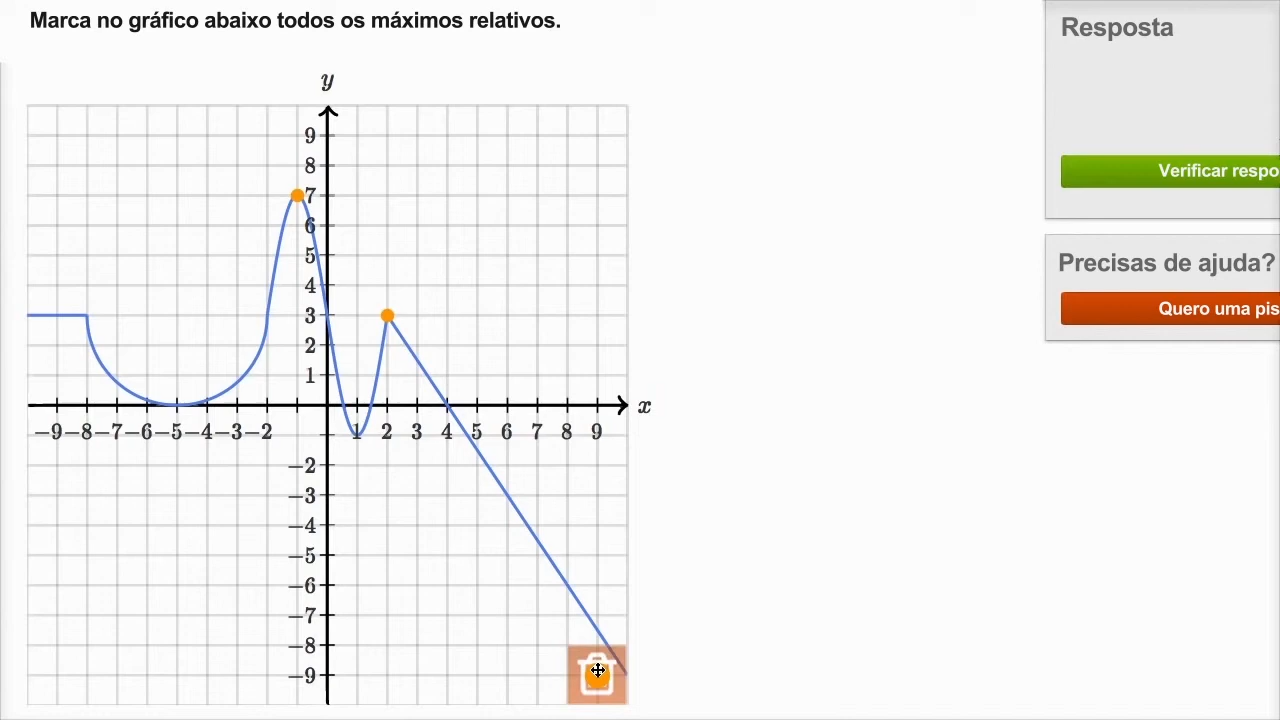 Marca no gráfico abaixo todos os máximos relativos.
Resposta
Verificar respo
Precisas de ajuda?
Quero uma pis
y
9
8
7
6
5
4
3
2
1
−9 −8 −7 −6 −5 −4 −3 −2 1 2 3 4 5 6 7 8 9 x
−2
−3
−4
−5
−6
−7
−8
−9